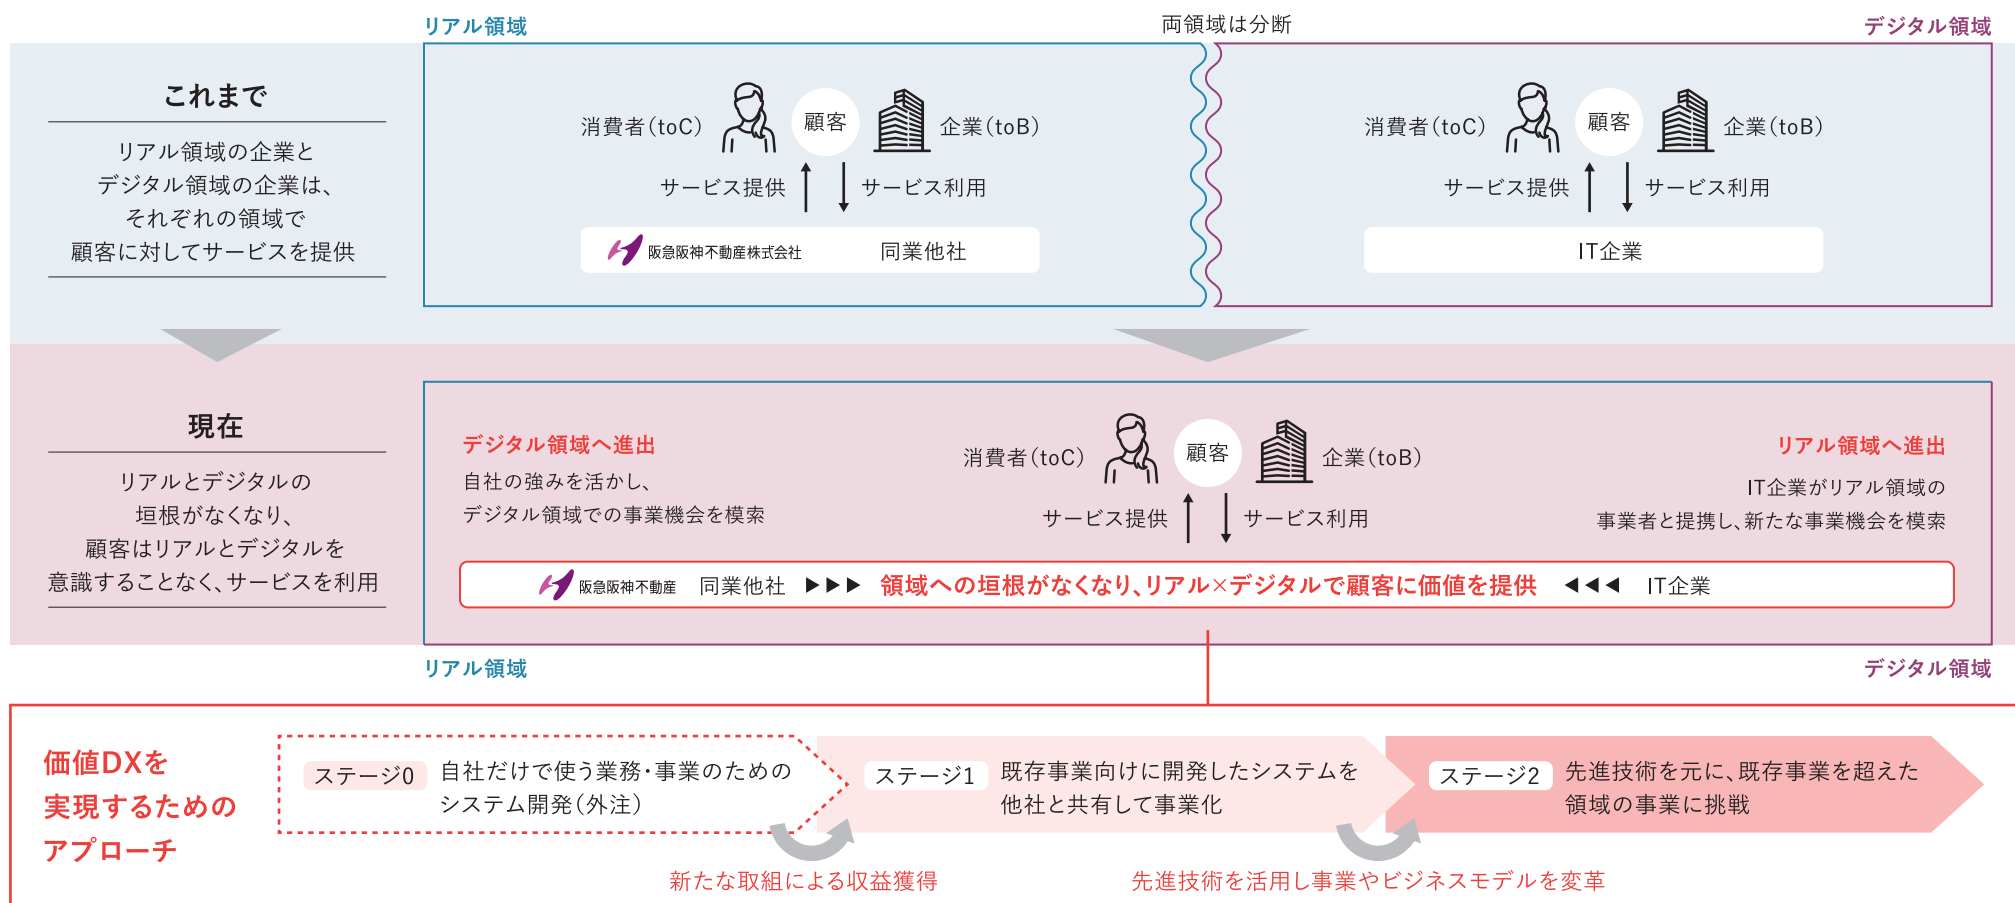 リアル領域
両領域は分断
デジタル領域
これまで
リアル領域の企業と
デジタル領域の企業は、
それぞれの領域で
顧客に対してサービスを提供
消費者(toC)
顧客
企業(toB)
サービス提供
サービス利用
阪急阪神不動産株式会社
同業他社
消費者(toC)
顧客
企業(toB)
サービス提供
サービス利用
IT企業
現在
リアルとデジタルの
垣根がなくなり、
顧客はリアルとデジタルを
意識することなく、サービスを利用
デジタル領域へ進出
自社の強みを活かし、
デジタル領域での事業機会を模索
消費者(toC)
顧客
企業(toB)
サービス提供
サービス利用
リアル領域へ進出
IT企業がリアル領域の
事業者と提携し、新たな事業機会を模索
阪急阪神不動産
同業他社
▶▶▶
領域への垣根がなくなり、リアル×デジタルで顧客に価値を提供
◀◀◀
IT企業
リアル領域
デジタル領域
価値DXを
実現するための
アプローチ
ステージ0
自社だけで使う業務・事業のための
システム開発(外注)
ステージ1
既存事業向けに開発したシステムを
他社と共有して事業化
ステージ2
先進技術を元に、既存事業を超えた
領域の事業に挑戦
新たな取組による収益獲得
先進技術を活用し事業やビジネスモデルを変革